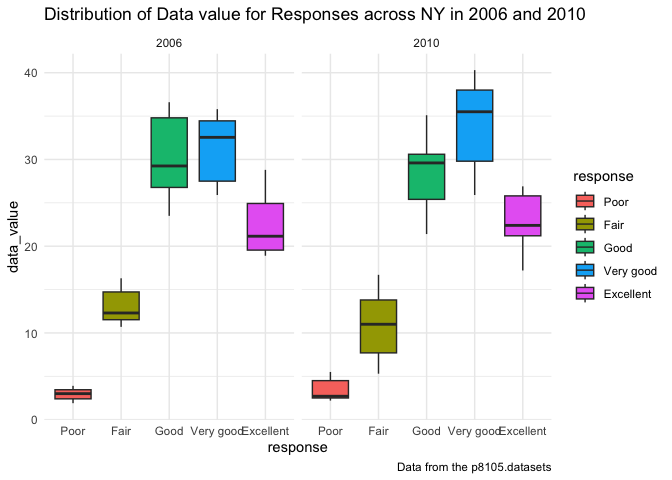 Distribution of Data value for Responses across NY in 2006 and 2010
2006
2010
data_value
40
30
20
10
0
Poor Fair Good Very good Excellent
Poor Fair Good Very good Excellent
response
response
Poor
Fair
Good
Very good
Excellent
Data from the p8105.datasets